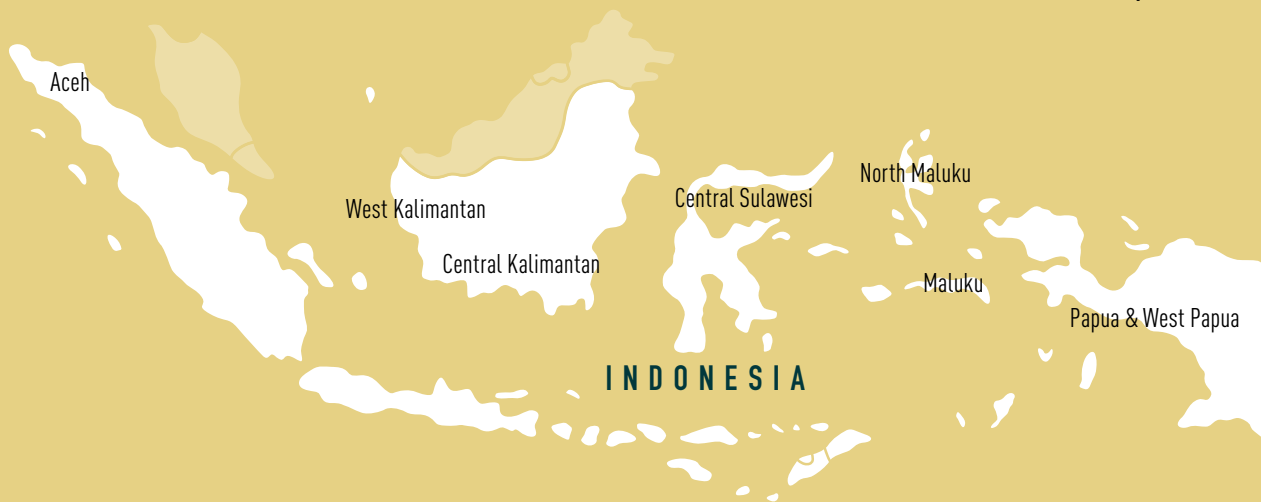 Aceh
North Maluku
Central Sulawesi
West Kalimantan
Central Kalimantan
Maluku
Papua & West Papua
INDONESIA